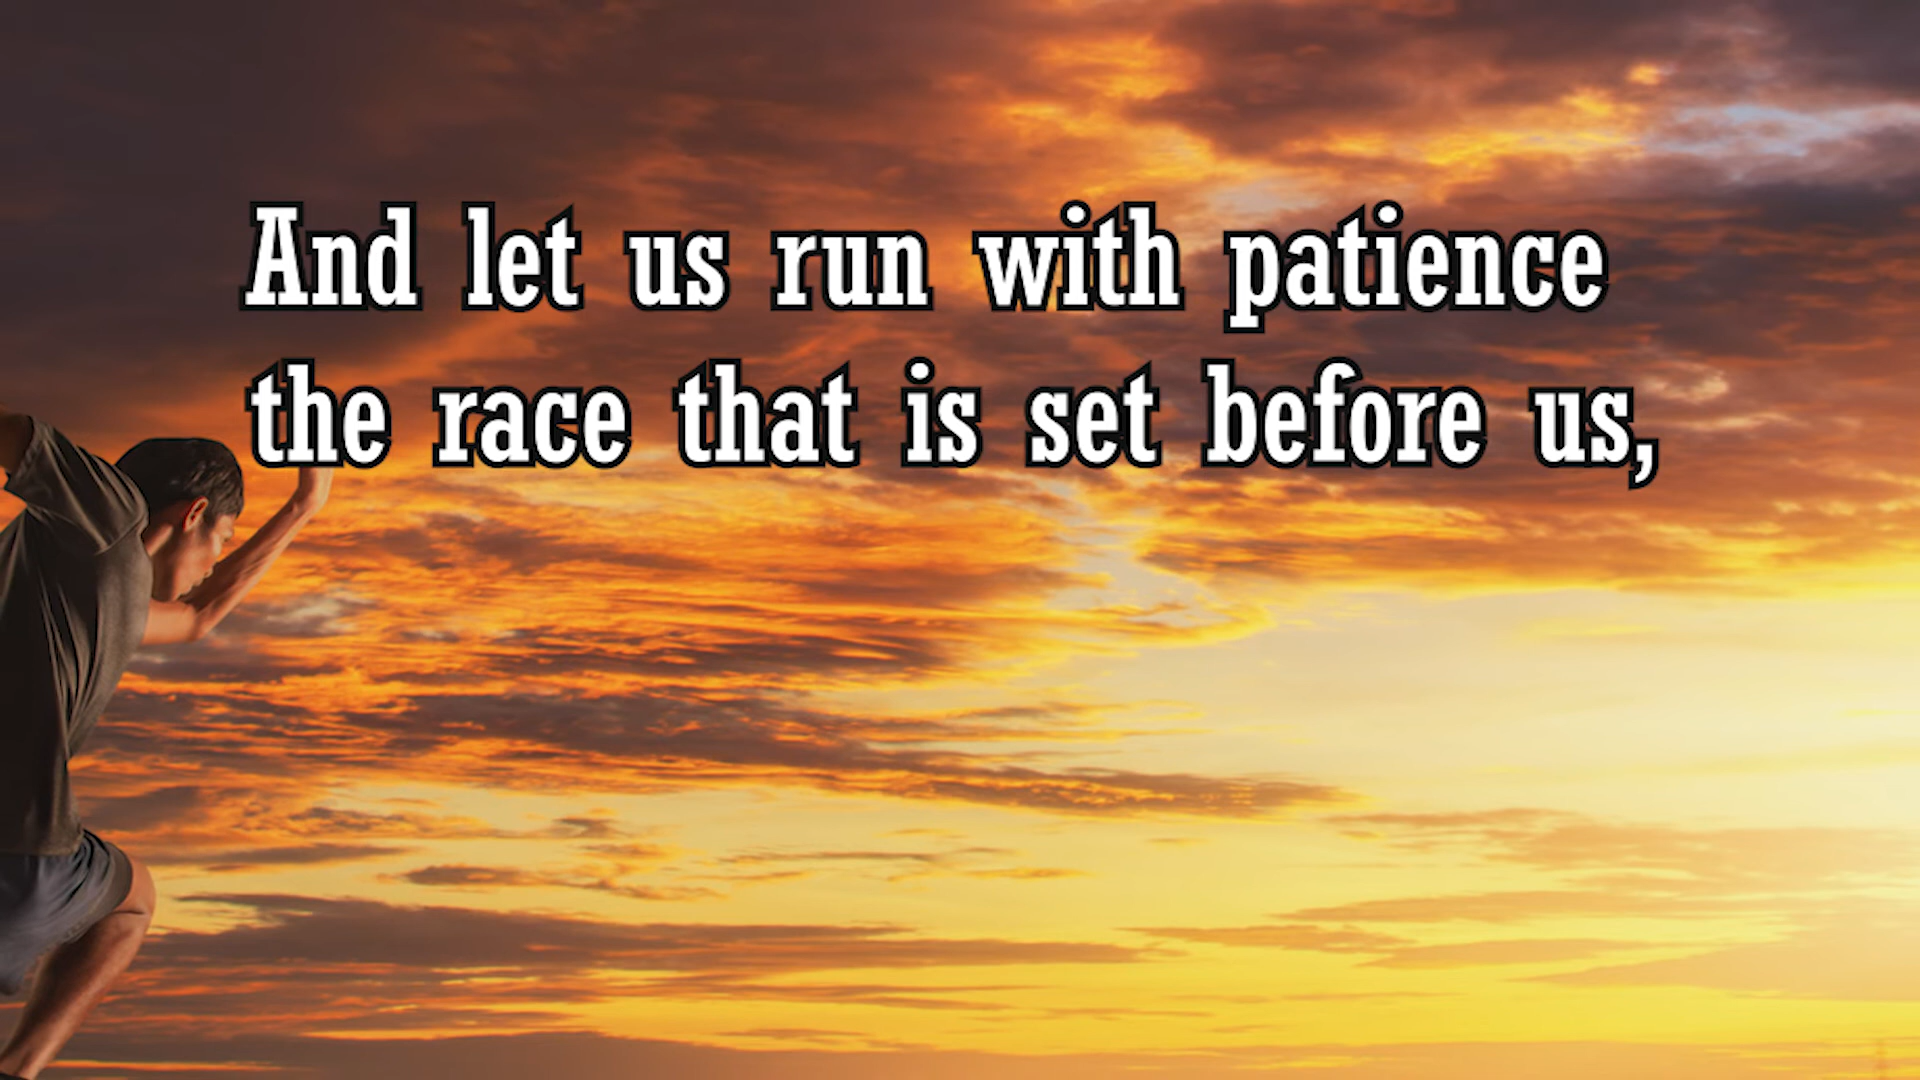 And let us run with patience
the race that is set before us,